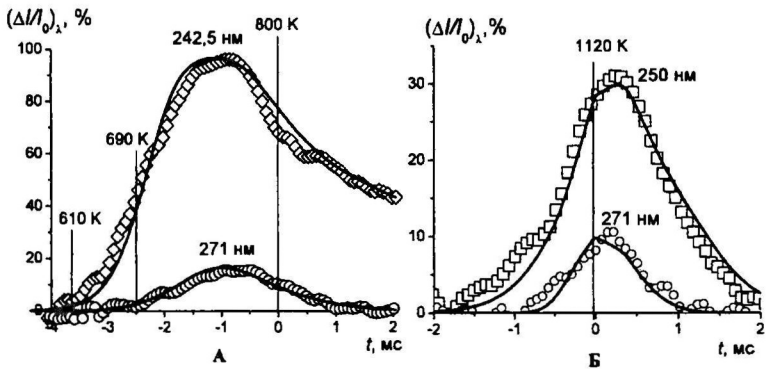 (ΔI/I₀)λ, %
800 K
242,5 нм
100
80
690 K
60
40
610 K
271 нм
20
0
-4 -3 -2 -1 0 1 2
A
t, мс
(ΔI/I₀)λ, %
1120 K
30
250 нм
20
271 нм
10
0
-2 -1 0 1 2
Б
t, мс